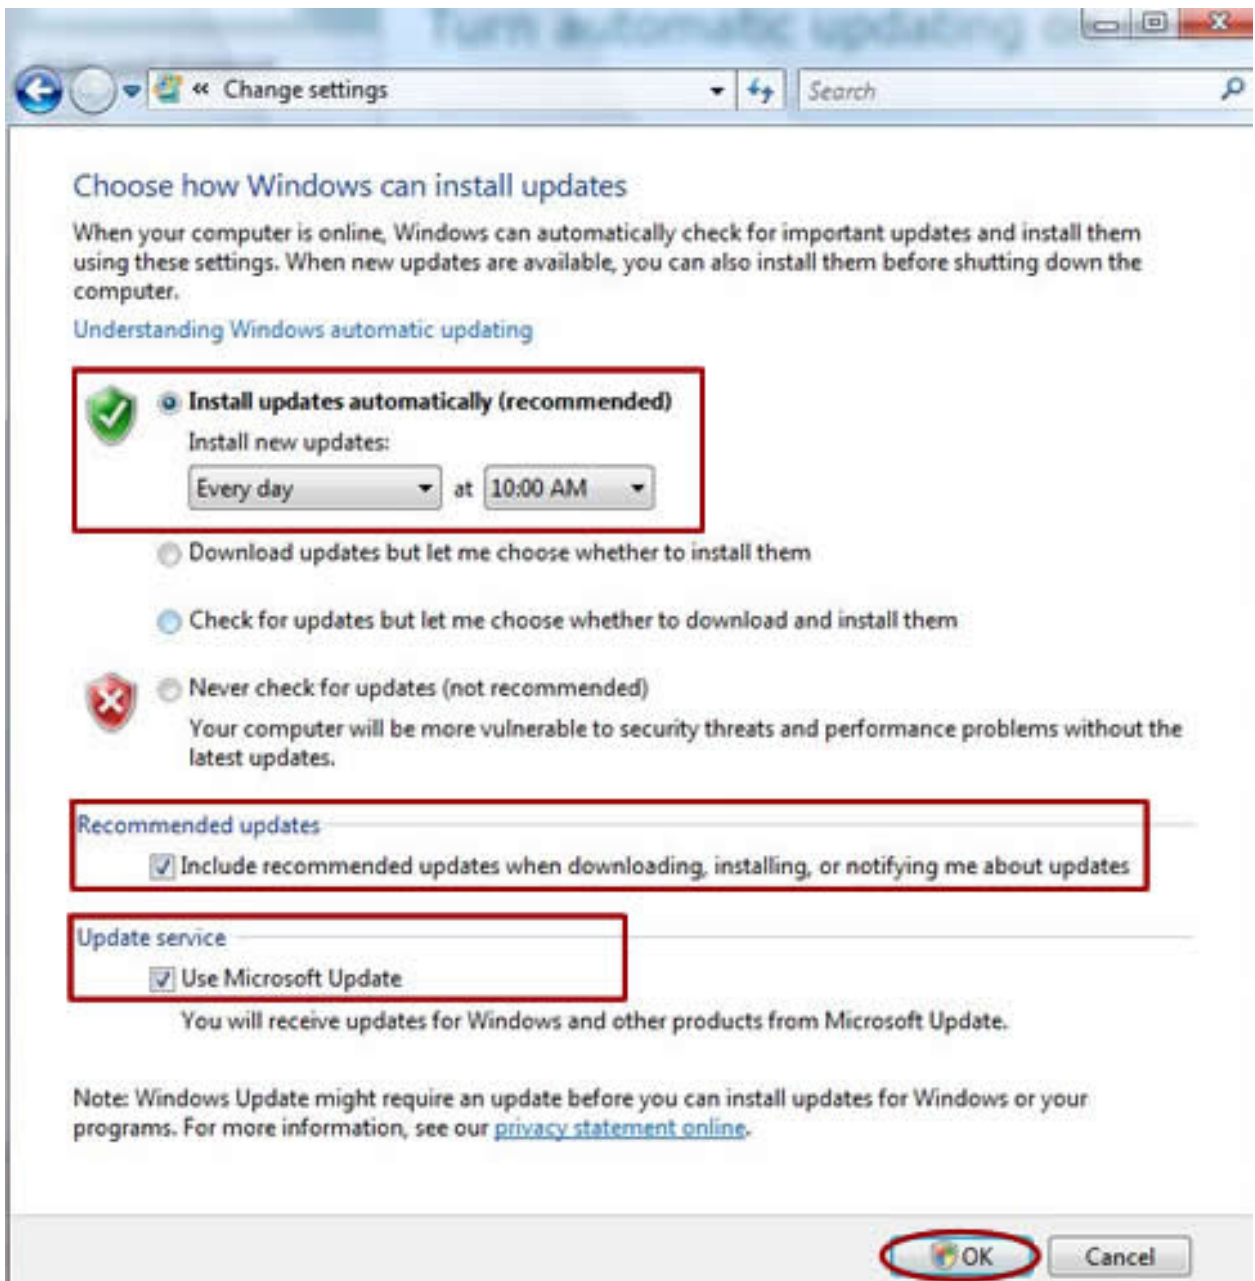 Turn automatic updating o
« Change settings
Search
Choose how Windows can install updates
When your computer is online, Windows can automatically check for important updates and install them
using these settings. When new updates are available, you can also install them before shutting down the
computer.
Understanding Windows automatic updating
Install updates automatically (recommended)
Install new updates:
Every day at 10:00 AM
Download updates but let me choose whether to install them
Check for updates but let me choose whether to download and install them
Never check for updates (not recommended)
Your computer will be more vulnerable to security threats and performance problems without the
latest updates.
Recommended updates
Include recommended updates when downloading, installing, or notifying me about updates
Update service
Use Microsoft Update
You will receive updates for Windows and other products from Microsoft Update.
Note: Windows Update might require an update before you can install updates for Windows or your
programs. For more information, see our privacy statement online.
OK Cancel